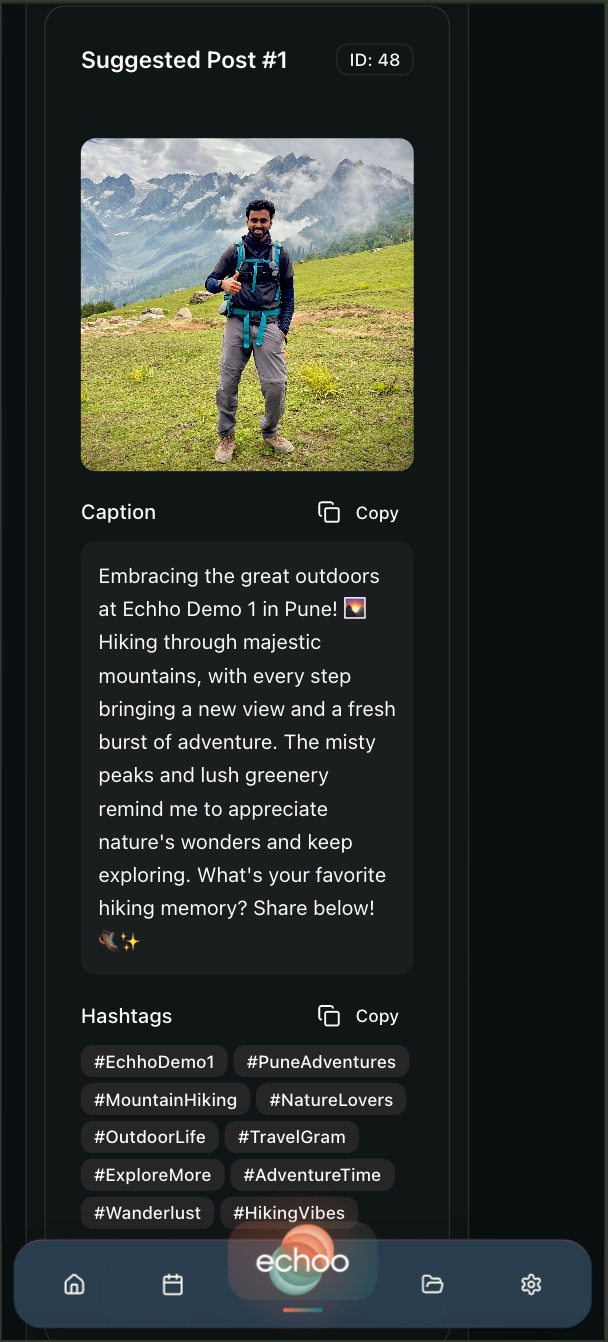 Suggested Post #1
ID: 48
Caption
Copy
Embracing the great outdoors
at Echho Demo 1 in Pune! 🌄
Hiking through majestic
mountains, with every step
bringing a new view and a fresh
burst of adventure. The misty
peaks and lush greenery
remind me to appreciate
nature's wonders and keep
exploring. What's your favorite
hiking memory? Share below!
🥾✨
Hashtags
Copy
#EchhoDemo1 #PuneAdventures
#MountainHiking #NatureLovers
#OutdoorLife #TravelGram
#ExploreMore #AdventureTime
#Wanderlust #HikingVibes
echoo